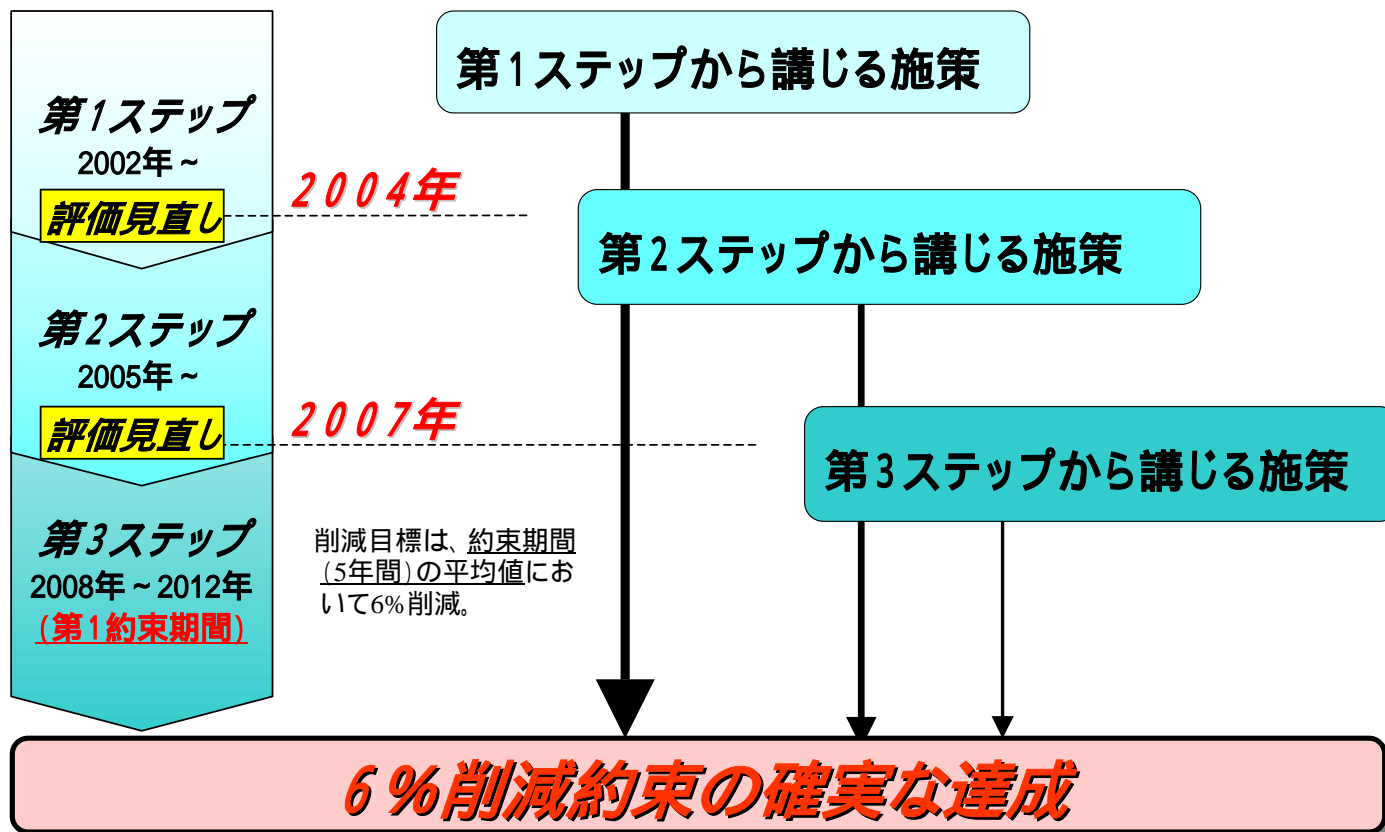 第1ステップから講じる施策
第1ステップ
2002年~
2004年
評価見直し
第2ステップから講じる施策
第2ステップ
2005年~
2007年
評価見直し
第3ステップから講じる施策
第3ステップ
2008年~2012年
(第1約束期間)
削減目標は、約束期間
(5年間)の平均値にお
いて6%削減。
6%削減約束の確実な達成